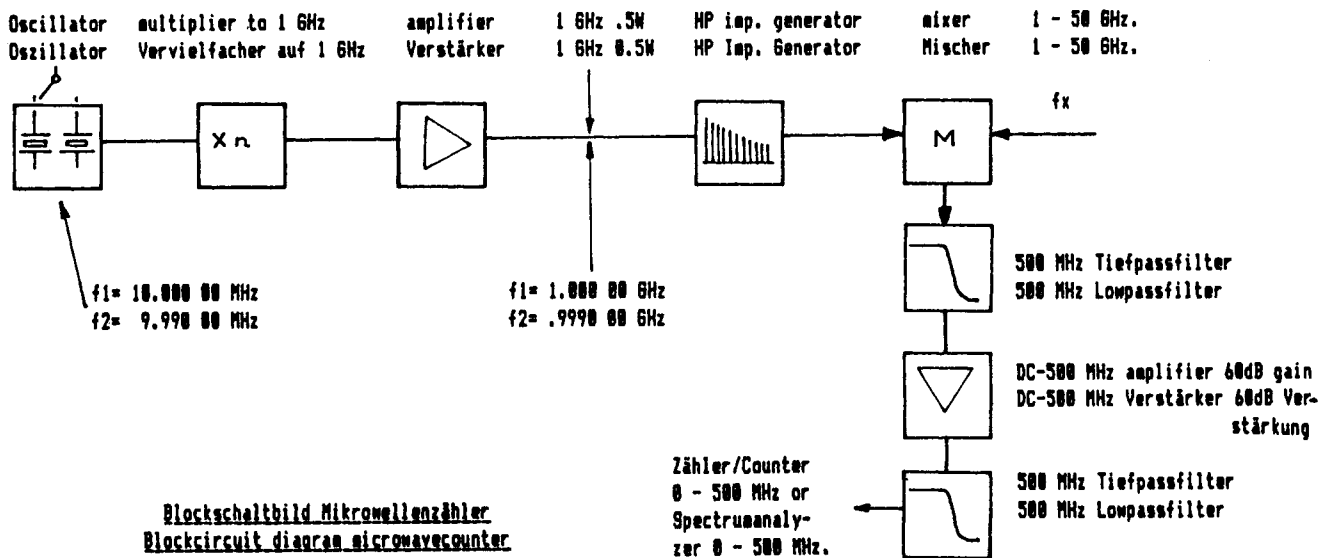 Oscillator multiplier to 1 GHz amplifier 1 GHz .5W HP imp. generator mixer 1 - 50 GHz.
Oszillator Vervielfacher auf 1 GHz Verstärker 1 GHz 0.5W HP Imp. Generator Mischer 1 - 50 GHz.
fx
Xn
M
500 MHz Tiefpassfilter
500 MHz Lowpassfilter
f1= 10.000 00 MHz
f2= 9.990 00 MHz
f1= 1.000 00 GHz
f2= .9990 00 GHz
DC-500 MHz amplifier 60dB gain
DC-500 MHz Verstärker 60dB Ver-
stärkung
Zähler/Counter
0 - 500 MHz or
Spectrumanaly-
zer 0 - 500 MHz.
500 MHz Tiefpassfilter
500 MHz Lowpassfilter
Blockschaltbild Mikrowellenzähler
Blockcircuit diagram microwavecounter